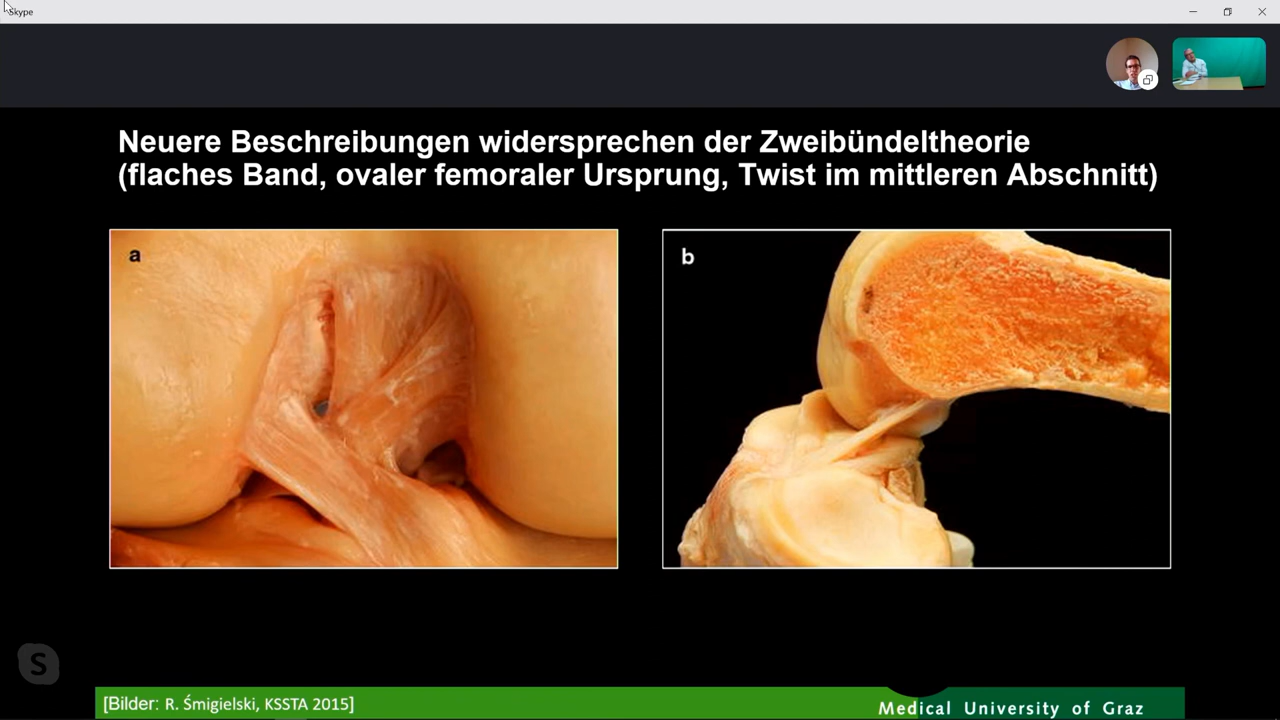 Skype
Neuere Beschreibungen widersprechen der Zweibündeltheorie
(flaches Band, ovaler femoraler Ursprung, Twist im mittleren Abschnitt)
a
b
S
[Bilder: R. Śmigielski, KSSTA 2015]
Medical University of Graz